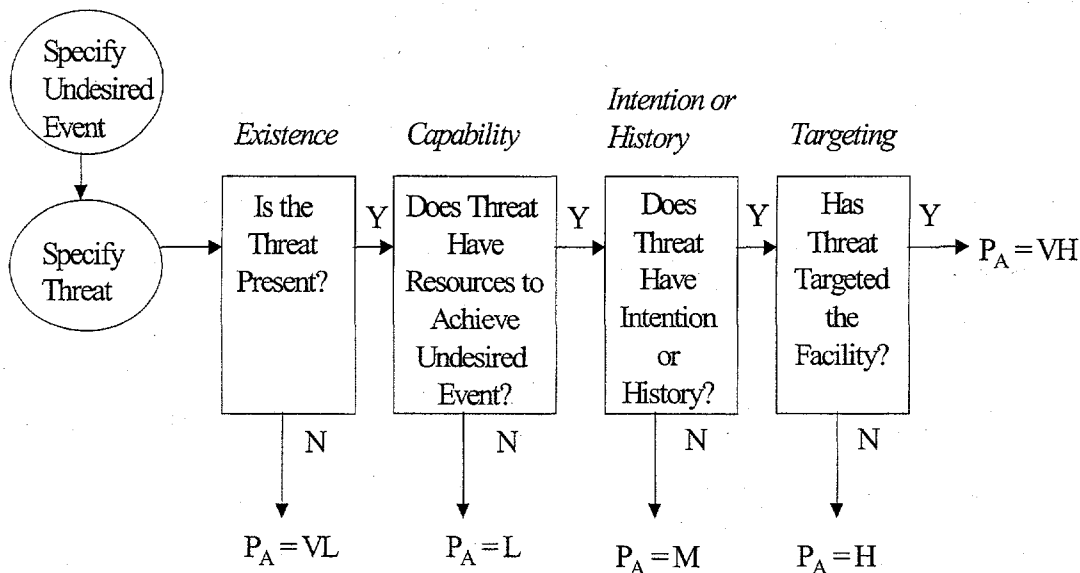 Specify
Undesired
Event
Specify
Threat
Existence
Is the
Threat
Present?
Y
N
P_A = VL
Capability
Does Threat
Have
Resources to
Achieve
Undesired
Event?
Y
N
P_A = L
Intention or
History
Does
Threat
Have
Intention
or
History?
Y
N
P_A = M
Targeting
Has
Threat
Targeted
the
Facility?
Y
N
P_A = H
P_A = VH